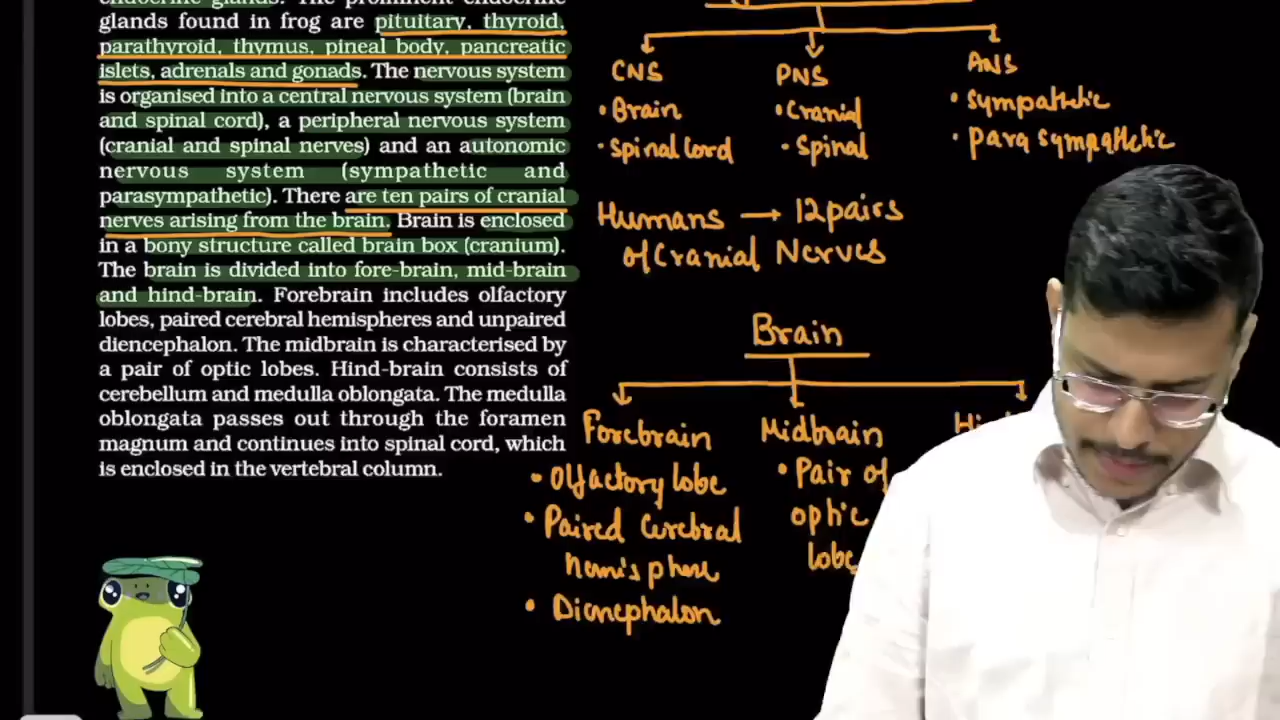 endocrine glands. The prominent endocrine
glands found in frog are pituitary, thyroid,
parathyroid, thymus, pineal body, pancreatic
islets, adrenals and gonads. The nervous system
is organised into a central nervous system (brain
and spinal cord), a peripheral nervous system
(cranial and spinal nerves) and an autonomic
nervous system (sympathetic and
parasympathetic). There are ten pairs of cranial
nerves arising from the brain. Brain is enclosed
in a bony structure called brain box (cranium).
The brain is divided into fore-brain, mid-brain
and hind-brain. Forebrain includes olfactory
lobes, paired cerebral hemispheres and unpaired
diencephalon. The midbrain is characterised by
a pair of optic lobes. Hind-brain consists of
cerebellum and medulla oblongata. The medulla
oblongata passes out through the foramen
magnum and continues into spinal cord, which
is enclosed in the vertebral column.
CNS
• Brain
• Spinal Cord
PNS
• Cranial
• Spinal
ANS
• Sympathetic
• Para sympathetic
Humans → 12 pairs
of Cranial Nerves
Brain
Forebrain
• Olfactory lobe
• Paired Cerebral
hemisphere
• Diencephalon
Midbrain
• Pair of
optic
lobe